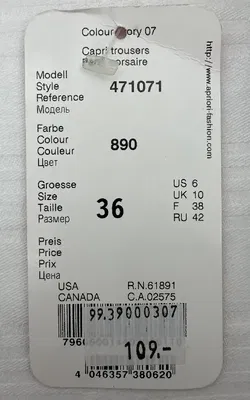 Colour Story 07
Capri trousers
corsaire
Modell
Style 471071
Reference
Модель
Farbe
Colour 890
Couleur
Цвет
Groesse US 6
Size UK 10
Taille 36 F 38
Размер RU 42
Preis
Price
Prix
Цена
USA R.N.61891
CANADA C.A.02575
99.39000307
109.-
4 046357 380620
http://www.apriori-fashion.com